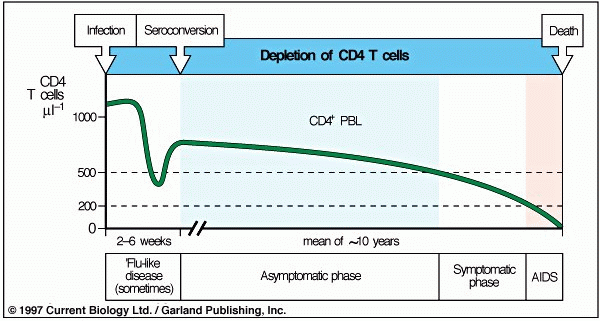 Infection
Seroconversion
Death
Depletion of CD4 T cells
CD4
T cells
μl–1
CD4+ PBL
1000
500
200
0
2–6 weeks
mean of ~10 years
'Flu-like
disease
(sometimes)
Asymptomatic phase
Symptomatic
phase
AIDS
© 1997 Current Biology Ltd. / Garland Publishing, Inc.